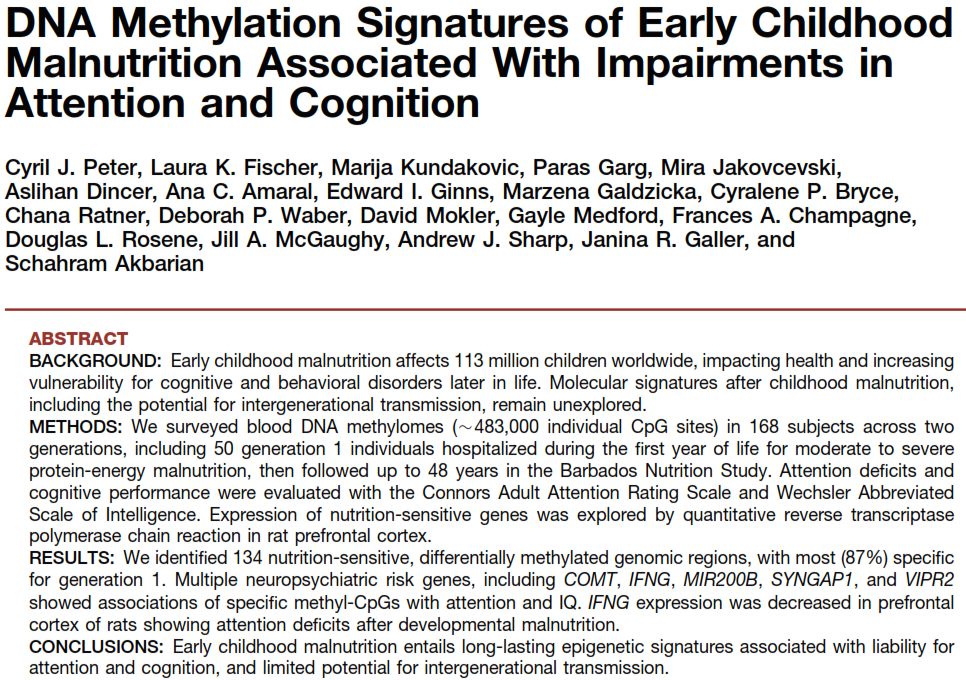 DNA Methylation Signatures of Early Childhood
Malnutrition Associated With Impairments in
Attention and Cognition
Cyril J. Peter, Laura K. Fischer, Marija Kundakovic, Paras Garg, Mira Jakovcevski,
Aslihan Dincer, Ana C. Amaral, Edward I. Ginns, Marzena Galdzicka, Cyralene P. Bryce,
Chana Ratner, Deborah P. Waber, David Mokler, Gayle Medford, Frances A. Champagne,
Douglas L. Rosene, Jill A. McGaughy, Andrew J. Sharp, Janina R. Galler, and
Schahram Akbarian
ABSTRACT
BACKGROUND: Early childhood malnutrition affects 113 million children worldwide, impacting health and increasing
vulnerability for cognitive and behavioral disorders later in life. Molecular signatures after childhood malnutrition,
including the potential for intergenerational transmission, remain unexplored.
METHODS: We surveyed blood DNA methylomes (~483,000 individual CpG sites) in 168 subjects across two
generations, including 50 generation 1 individuals hospitalized during the first year of life for moderate to severe
protein-energy malnutrition, then followed up to 48 years in the Barbados Nutrition Study. Attention deficits and
cognitive performance were evaluated with the Connors Adult Attention Rating Scale and Wechsler Abbreviated
Scale of Intelligence. Expression of nutrition-sensitive genes was explored by quantitative reverse transcriptase
polymerase chain reaction in rat prefrontal cortex.
RESULTS: We identified 134 nutrition-sensitive, differentially methylated genomic regions, with most (87%) specific
for generation 1. Multiple neuropsychiatric risk genes, including COMT, IFNG, MIR200B, SYNGAP1, and VIPR2
showed associations of specific methyl-CpGs with attention and IQ. IFNG expression was decreased in prefrontal
cortex of rats showing attention deficits after developmental malnutrition.
CONCLUSIONS: Early childhood malnutrition entails long-lasting epigenetic signatures associated with liability for
attention and cognition, and limited potential for intergenerational transmission.